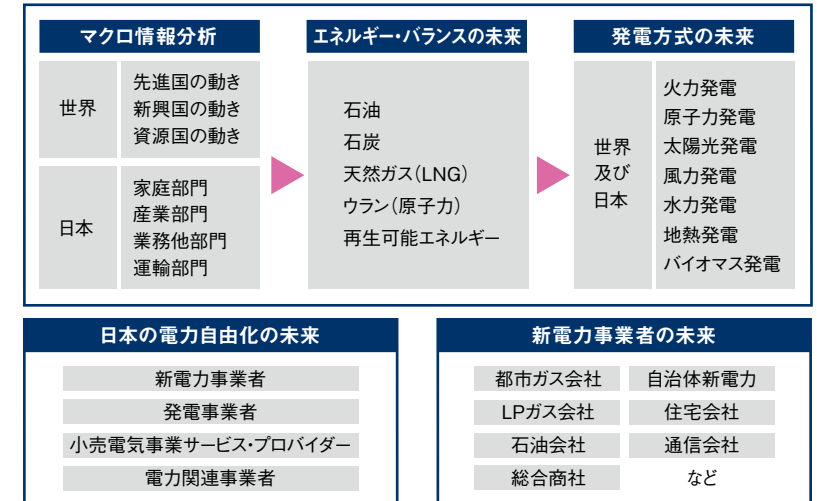 マクロ情報分析
世界
先進国の動き
新興国の動き
資源国の動き
日本
家庭部門
産業部門
業務他部門
運輸部門
エネルギー・バランスの未来
石油
石炭
天然ガス(LNG)
ウラン(原子力)
再生可能エネルギー
発電方式の未来
世界
及び
日本
火力発電
原子力発電
太陽光発電
風力発電
水力発電
地熱発電
バイオマス発電
日本の電力自由化の未来
新電力事業者
発電事業者
小売電気事業サービス・プロバイダー
電力関連事業者
新電力事業者の未来
都市ガス会社
自治体新電力
LPガス会社
住宅会社
石油会社
通信会社
総合商社
など